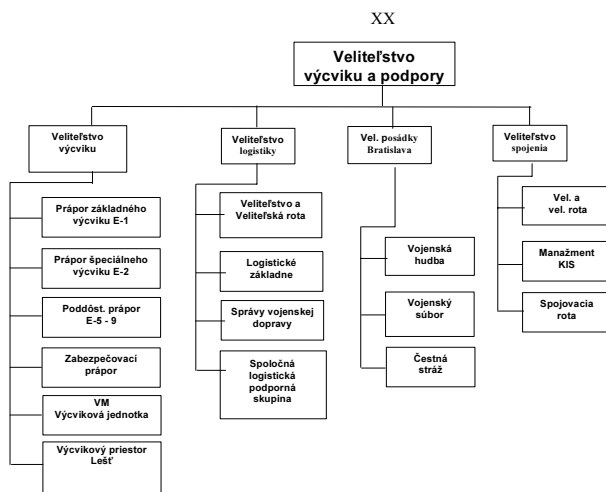 XX
Veliteľstvo
výcviku a podpory
Veliteľstvo
výcviku
Veliteľstvo
logistiky
Vel. posádky
Bratislava
Veliteľstvo
spojenia
Prápor základného
výcviku E-1
Prápor špeciálneho
výcviku E-2
Poddôst. prápor
E-5 - 9
Zabezpečovací
prápor
VM
Výcviková jednotka
Výcvikový priestor
Lešť
Veliteľstvo a
Veliteľská rota
Logistické
základne
Správy vojenskej
dopravy
Spoločná
logistická
podporná
skupina
Vojenská
hudba
Vojenský
súbor
Čestná
stráž
Vel. a
vel. rota
Manažment
KIS
Spojovacia
rota